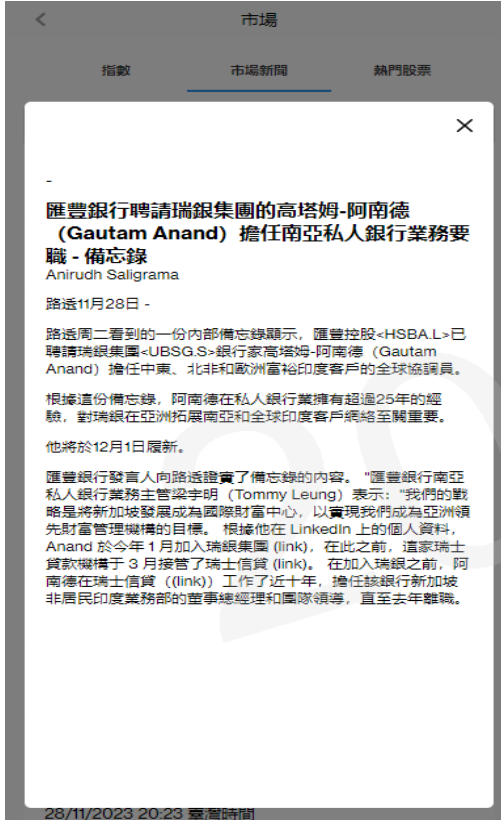 市場
指數
市場新聞
熱門股票
-
匯豐銀行聘請瑞銀集團的高塔姆-阿南德
（Gautam Anand）擔任南亞私人銀行業務要
職 - 備忘錄
Anirudh Saligrama
路透11月28日 -
路透周二看到的一份內部備忘錄顯示，匯豐控股<HSBA.L>已
聘請瑞銀集團<UBSG.S>銀行家高塔姆-阿南德（Gautam
Anand）擔任中東、北非和歐洲富裕印度客戶的全球協調員。
根據這份備忘錄，阿南德在私人銀行業擁有超過25年的經
驗，對瑞銀在亞洲拓展南亞和全球印度客戶網絡至關重要。
他將於12月1日履新。
匯豐銀行發言人向路透證實了備忘錄的內容。 "匯豐銀行南亞
私人銀行業務主管梁宇明（Tommy Leung）表示："我們的戰
略是將新加坡發展成為國際財富中心，以實現我們成為亞洲領
先財富管理機構的目標。 根據他在 LinkedIn 上的個人資料，
Anand 於今年 1 月加入瑞銀集團 (link)，在此之前，這家瑞士
貸款機構于 3 月接管了瑞士信貸 (link)。 在加入瑞銀之前，阿
南德在瑞士信貸（(link)）工作了近十年，擔任該銀行新加坡
非居民印度業務部的董事總經理和團隊領導，直至去年離職。
28/11/2023 20:23 臺灣時間